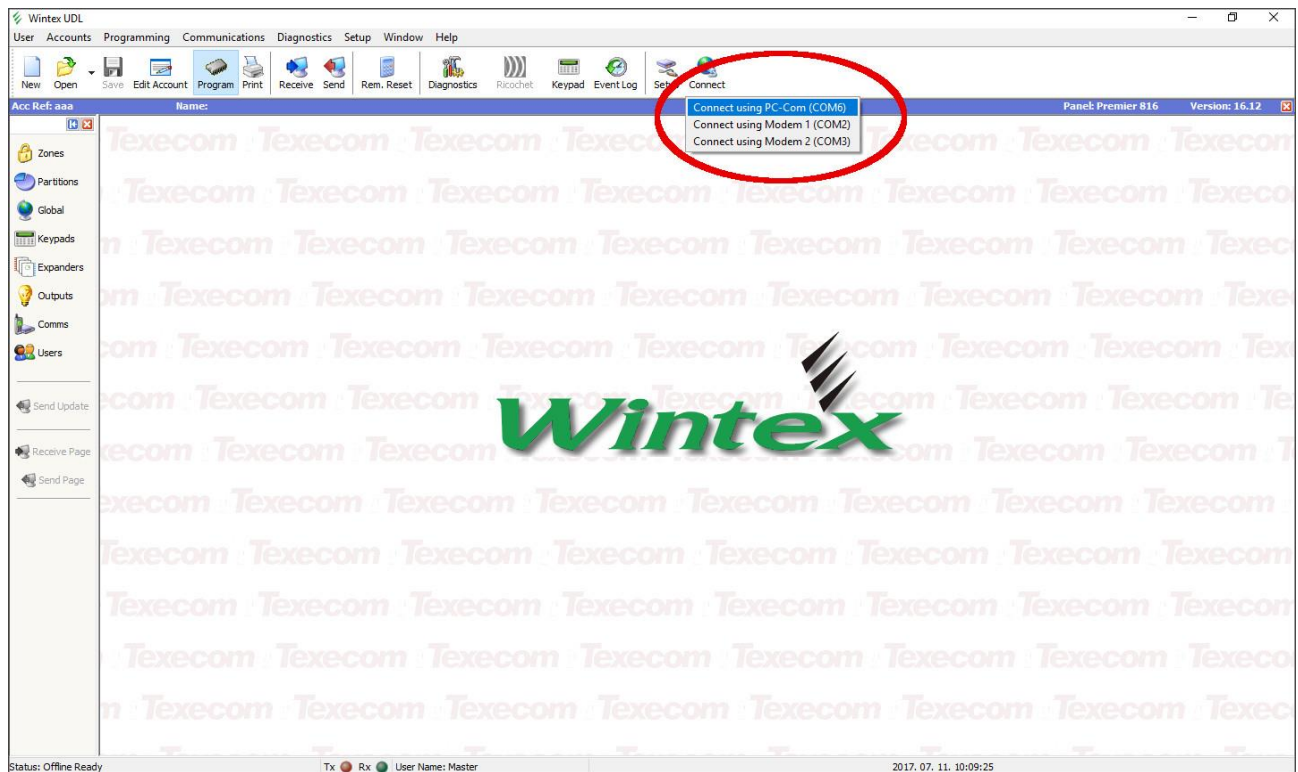 Wintex UDL
User Accounts Programming Communications Diagnostics Setup Window Help
New Open Save Edit Account Program Print Receive Send Rem. Reset Diagnostics Ricochet Keypad Event Log Setup Connect
Acc Ref: aaa Name: Panel: Premier 816 Version: 16.12
Connect using PC-Com (COM6)
Connect using Modem 1 (COM2)
Connect using Modem 2 (COM3)
Zones
Partitions
Global
Keypads
Expanders
Outputs
Comms
Users
Send Update
Receive Page
Send Page
Wintex
Status: Offline Ready Tx Rx User Name: Master 2017. 07. 11. 10:09:25